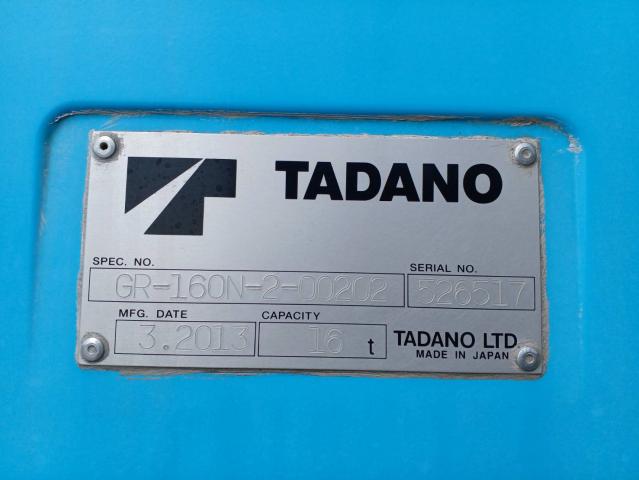 TADANO
SPEC. NO. SERIAL NO.
GR-160N-2-00202 526517
MFG. DATE CAPACITY
3.2013 16 t TADANO LTD.
MADE IN JAPAN